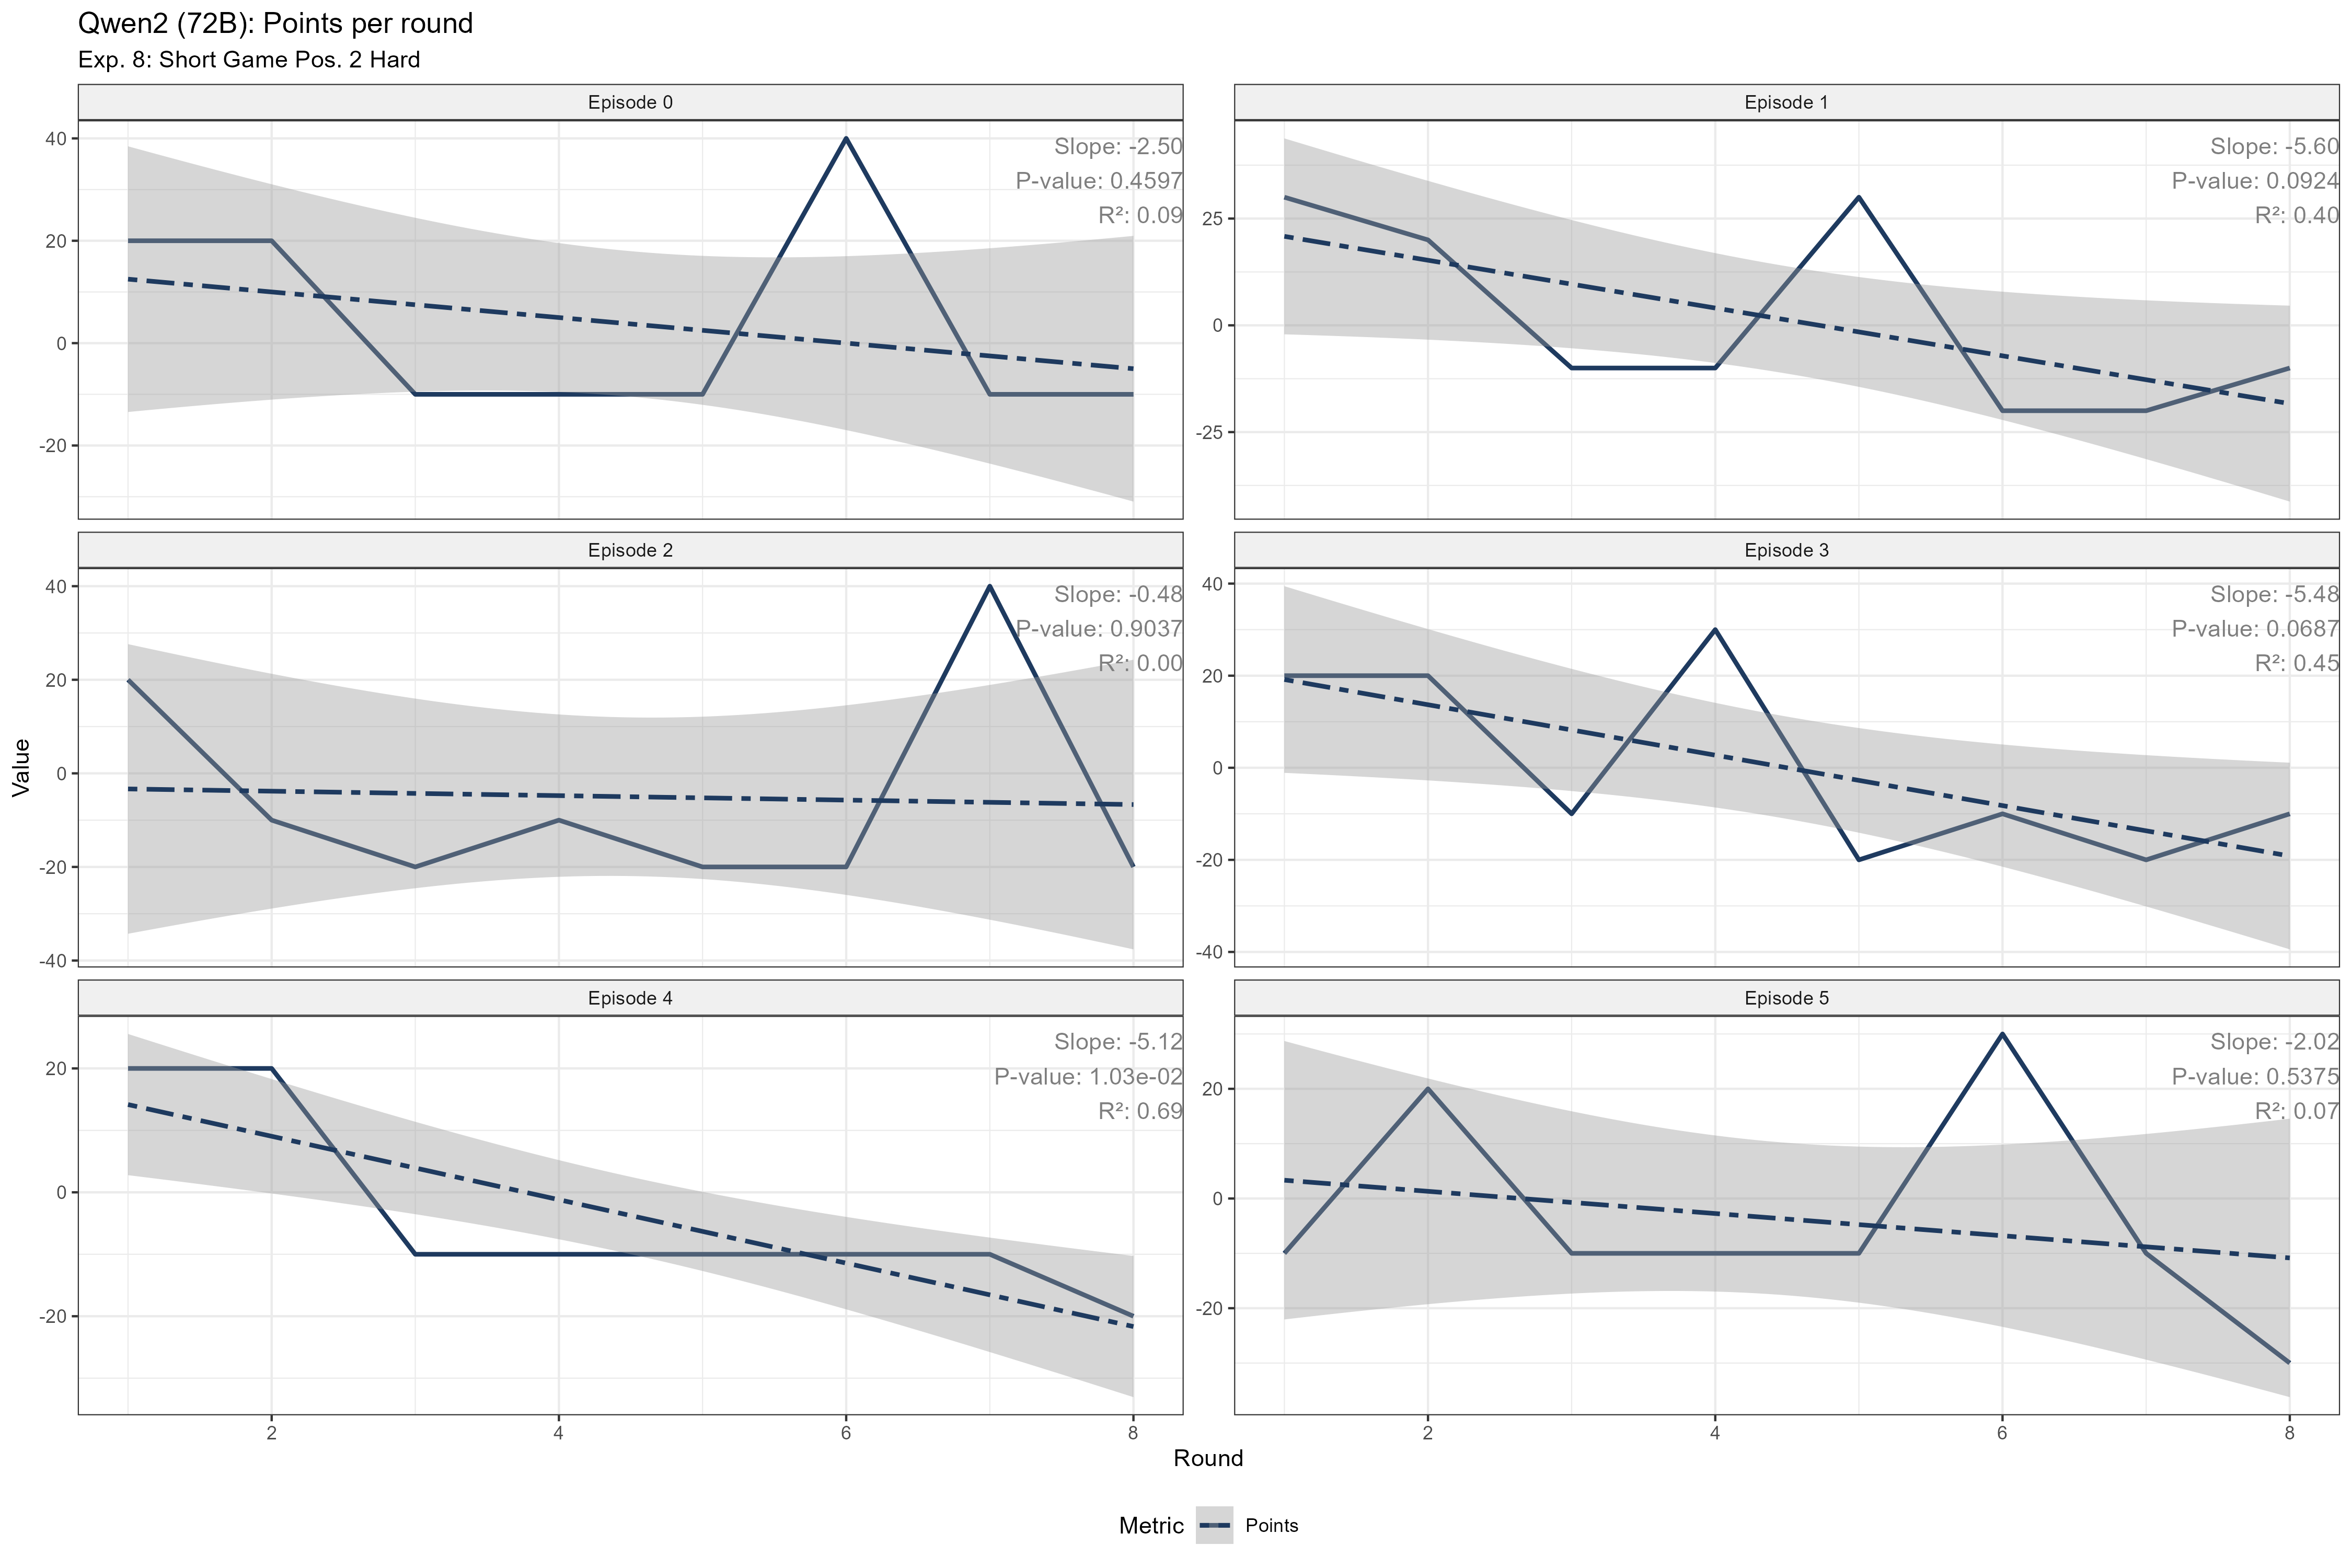 Qwen2 (72B): Points per round
Exp. 8: Short Game Pos. 2 Hard
Episode 0
40
20
0
-20
Slope: -2.50
P-value: 0.4597
R²: 0.09
Episode 1
25
0
-25
Slope: -5.60
P-value: 0.0924
R²: 0.40
Episode 2
40
20
0
-20
-40
Slope: -0.48
P-value: 0.9037
R²: 0.00
Episode 3
40
20
0
-20
-40
Slope: -5.48
P-value: 0.0687
R²: 0.45
Episode 4
20
0
-20
Slope: -5.12
P-value: 1.03e-02
R²: 0.69
Episode 5
20
0
-20
Slope: -2.02
P-value: 0.5375
R²: 0.07
Value
2 4 6 8
2 4 6 8
Round
Metric Points